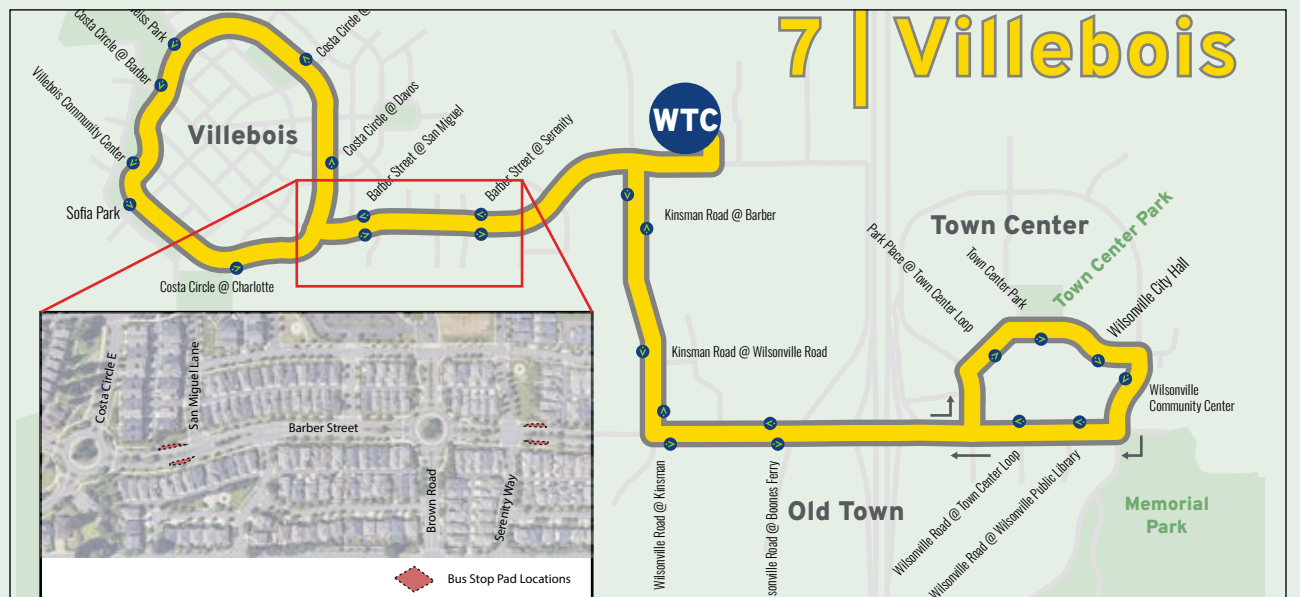 7 | Villebois
Park
Costa Circle @ Barber
Villebois Community Center
Sofia Park
Costa Circle @
Villebois
Costa Circle @ Davos
Barber Street @ San Miguel
Barber Street @ Serenity
Costa Circle @ Charlotte
WTC
Kinsman Road @ Barber
Kinsman Road @ Wilsonville Road
Town Center
Town Center Park
Park Place @ Town Center Loop
Town Center Park
Wilsonville City Hall
Wilsonville
Community Center
Costa Circle E
San Miguel Lane
Barber Street
Brown Road
Serenity Way
Bus Stop Pad Locations
Wilsonville Road @ Kinsman
sonville Road @ Boones Ferry
Old Town
Wilsonville Road @ Town Center Loop
Wilsonville Road @ Wilsonville Public Library
Memorial
Park